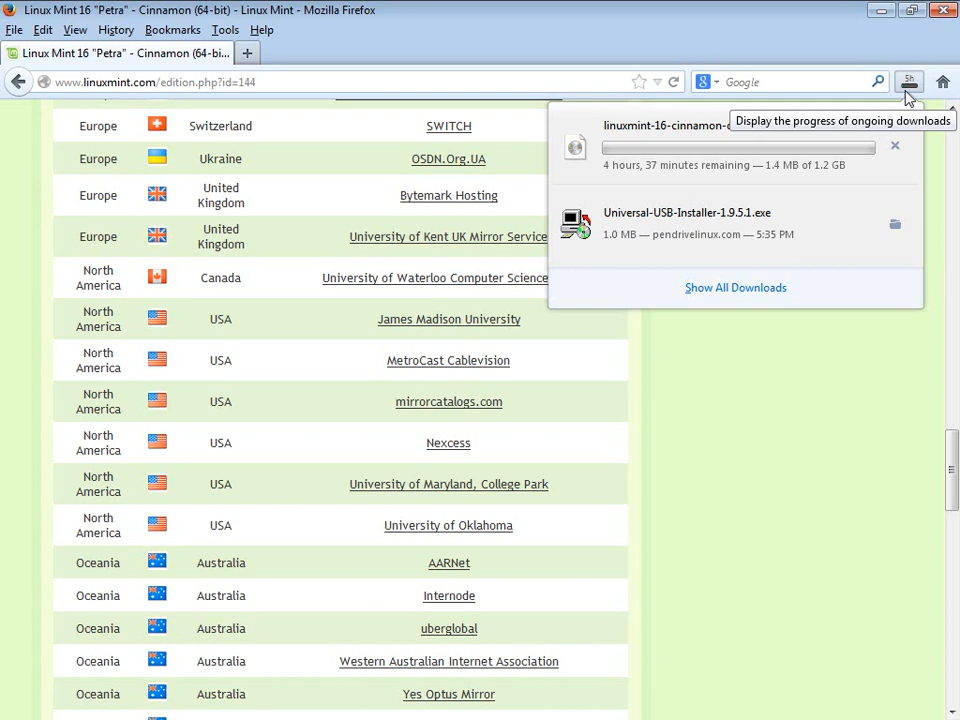 Linux Mint 16 "Petra" - Cinnamon (64-bit) - Linux Mint - Mozilla Firefox
File Edit View History Bookmarks Tools Help
Linux Mint 16 "Petra" - Cinnamon (64-bi...
www.linuxmint.com/edition.php?id=144
Google
5h
Display the progress of ongoing downloads
linuxmint-16-cinnamon-
4 hours, 37 minutes remaining — 1.4 MB of 1.2 GB
Universal-USB-Installer-1.9.5.1.exe
1.0 MB — pendrivelinux.com — 5:35 PM
Show All Downloads
Europe Switzerland SWITCH
Europe Ukraine OSDN.Org.UA
Europe United Kingdom Bytemark Hosting
Europe United Kingdom University of Kent UK Mirror Service
North America Canada University of Waterloo Computer Science
North America USA James Madison University
North America USA MetroCast Cablevision
North America USA mirrorcatalogs.com
North America USA Nexcess
North America USA University of Maryland, College Park
North America USA University of Oklahoma
Oceania Australia AARNet
Oceania Australia Internode
Oceania Australia uberglobal
Oceania Australia Western Australian Internet Association
Oceania Australia Yes Optus Mirror